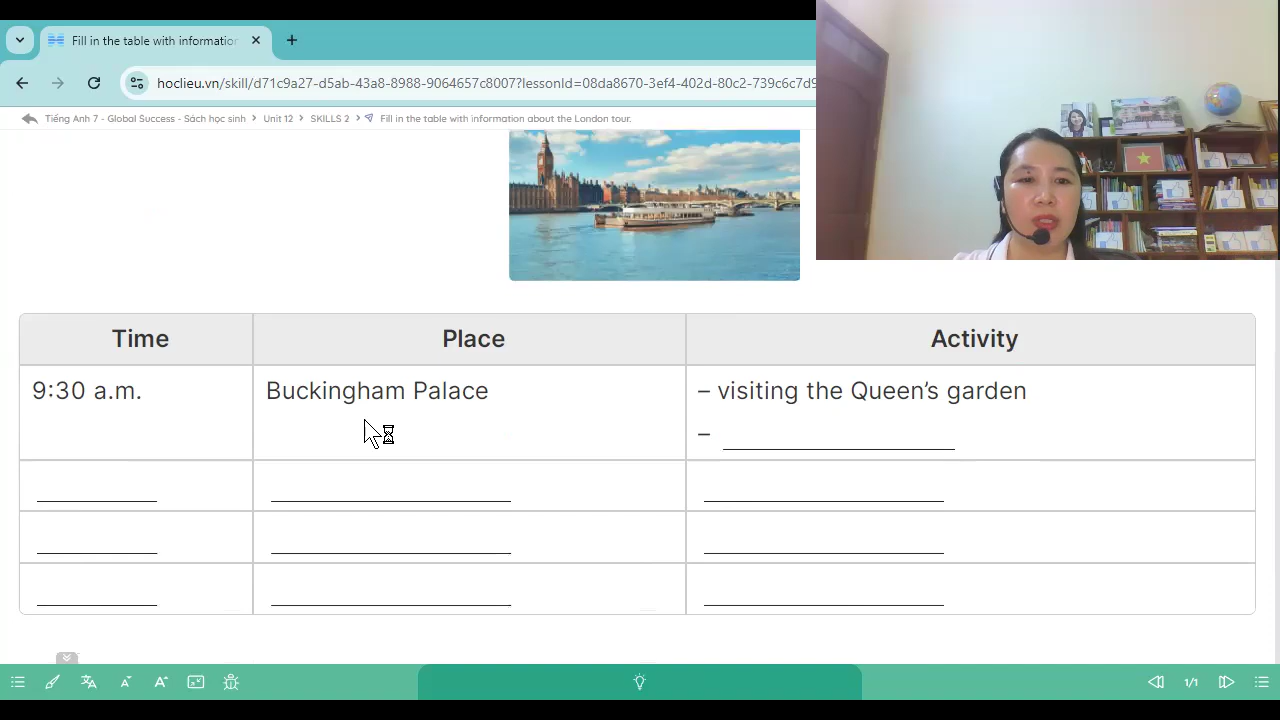 Fill in the table with information
hoclieu.vn/skill/d71c9a27-d5ab-43a8-8988-9064657c8007?lessonId=08da8670-3ef4-402d-80c2-739c6c7d9
Tiếng Anh 7 - Global Success - Sách học sinh > Unit 12 > SKILLS 2 > Fill in the table with information about the London tour.
Time Place Activity
9:30 a.m. Buckingham Palace – visiting the Queen's garden
–
1/1